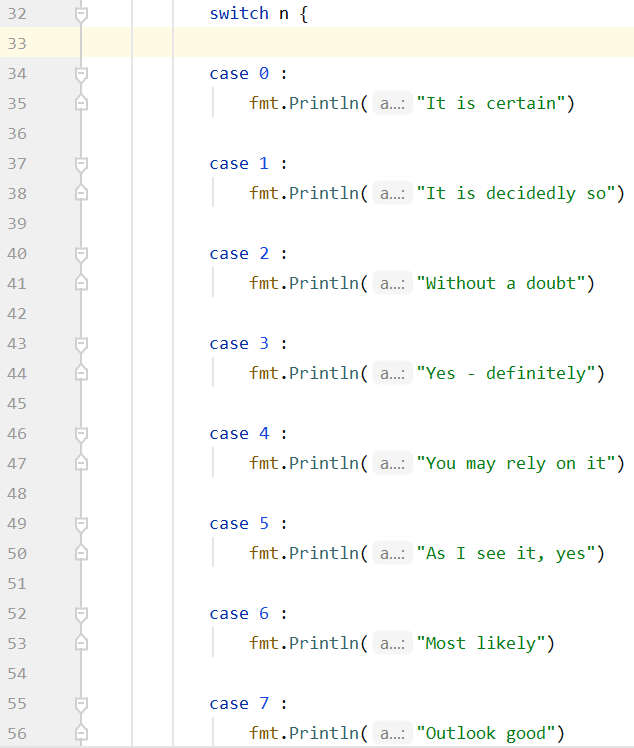 32 switch n {
33
34 case 0 :
35 fmt.Println( a...: "It is certain")
36
37 case 1 :
38 fmt.Println( a...: "It is decidedly so")
39
40 case 2 :
41 fmt.Println( a...: "Without a doubt")
42
43 case 3 :
44 fmt.Println( a...: "Yes - definitely")
45
46 case 4 :
47 fmt.Println( a...: "You may rely on it")
48
49 case 5 :
50 fmt.Println( a...: "As I see it, yes")
51
52 case 6 :
53 fmt.Println( a...: "Most likely")
54
55 case 7 :
56 fmt.Println( a...: "Outlook good")